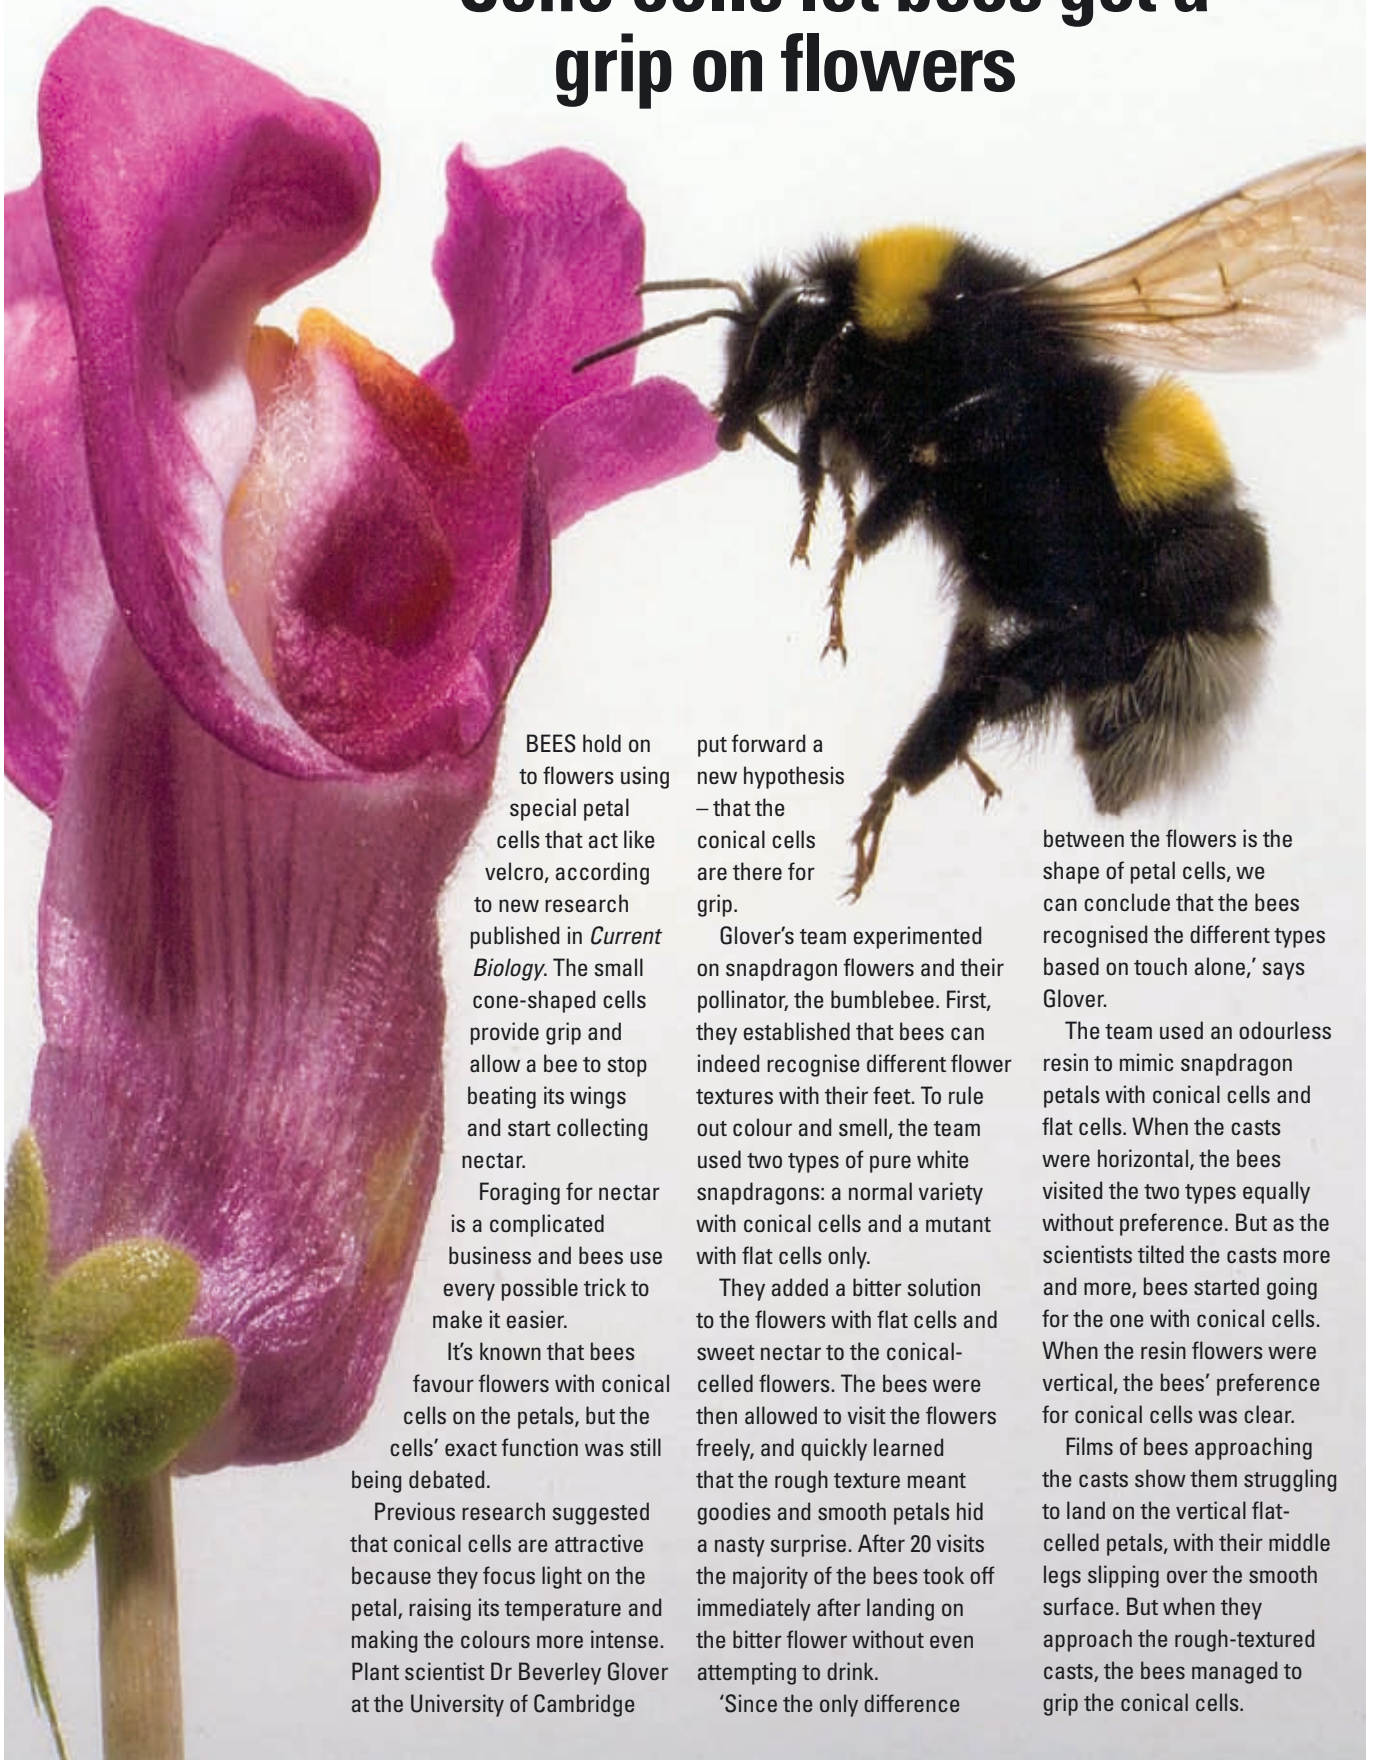 grip on flowers
BEES hold on
to flowers using
special petal
cells that act like
velcro, according
to new research
published in Current
Biology. The small
cone-shaped cells
provide grip and
allow a bee to stop
beating its wings
and start collecting
nectar.
Foraging for nectar
is a complicated
business and bees use
every possible trick to
make it easier.
It's known that bees
favour flowers with conical
cells on the petals, but the
cells' exact function was still
being debated.
Previous research suggested
that conical cells are attractive
because they focus light on the
petal, raising its temperature and
making the colours more intense.
Plant scientist Dr Beverley Glover
at the University of Cambridge
put forward a
new hypothesis
– that the
conical cells
are there for
grip.
Glover's team experimented
on snapdragon flowers and their
pollinator, the bumblebee. First,
they established that bees can
indeed recognise different flower
textures with their feet. To rule
out colour and smell, the team
used two types of pure white
snapdragons: a normal variety
with conical cells and a mutant
with flat cells only.
They added a bitter solution
to the flowers with flat cells and
sweet nectar to the conical-
celled flowers. The bees were
then allowed to visit the flowers
freely, and quickly learned
that the rough texture meant
goodies and smooth petals hid
a nasty surprise. After 20 visits
the majority of the bees took off
immediately after landing on
the bitter flower without even
attempting to drink.
'Since the only difference
between the flowers is the
shape of petal cells, we
can conclude that the bees
recognised the different types
based on touch alone,' says
Glover.
The team used an odourless
resin to mimic snapdragon
petals with conical cells and
flat cells. When the casts
were horizontal, the bees
visited the two types equally
without preference. But as the
scientists tilted the casts more
and more, bees started going
for the one with conical cells.
When the resin flowers were
vertical, the bees' preference
for conical cells was clear.
Films of bees approaching
the casts show them struggling
to land on the vertical flat-
celled petals, with their middle
legs slipping over the smooth
surface. But when they
approach the rough-textured
casts, the bees managed to
grip the conical cells.